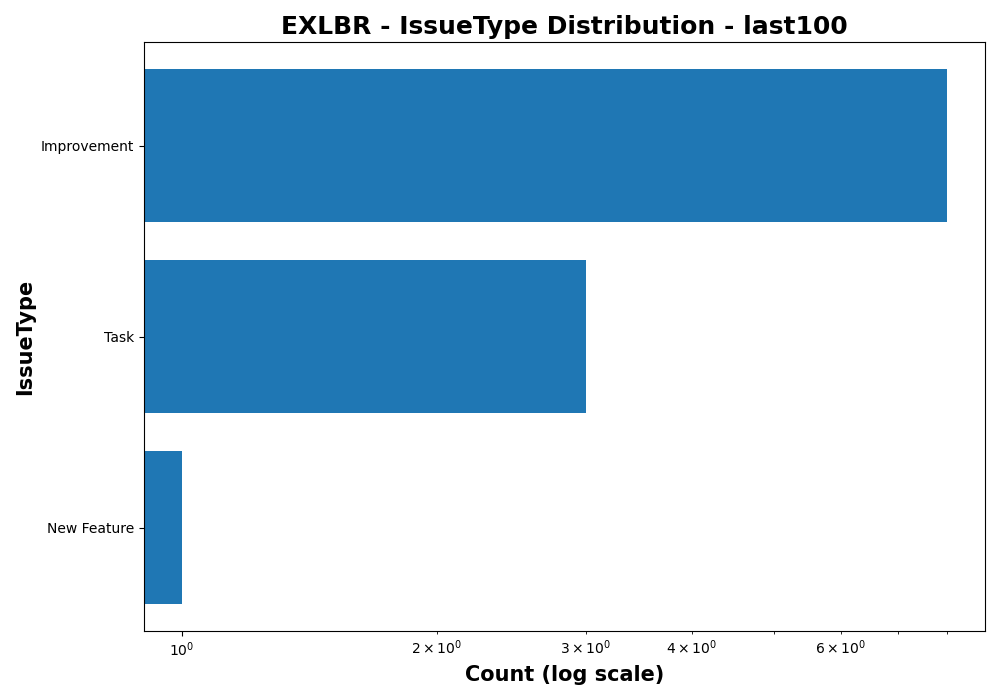 EXLBR - IssueType Distribution - last100
IssueType
Improvement
Task
New Feature
10⁰ 2 × 10⁰ 3 × 10⁰ 4 × 10⁰ 6 × 10⁰
Count (log scale)